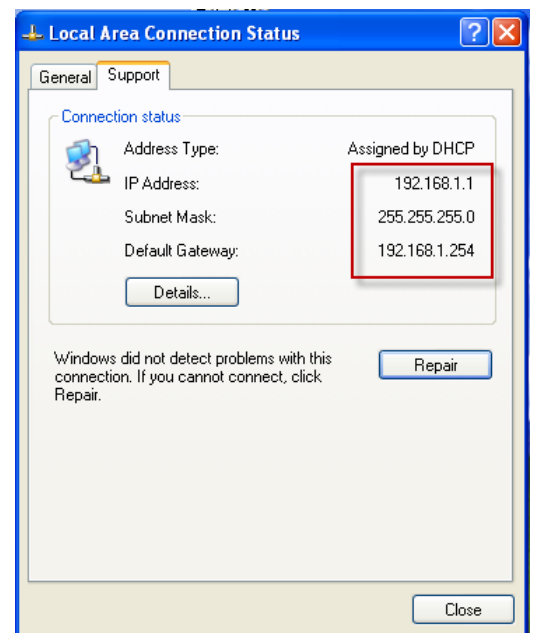 Local Area Connection Status
General Support
Connection status
Address Type: Assigned by DHCP
IP Address: 192.168.1.1
Subnet Mask: 255.255.255.0
Default Gateway: 192.168.1.254
Details...
Windows did not detect problems with this
connection. If you cannot connect, click
Repair.
Repair
Close